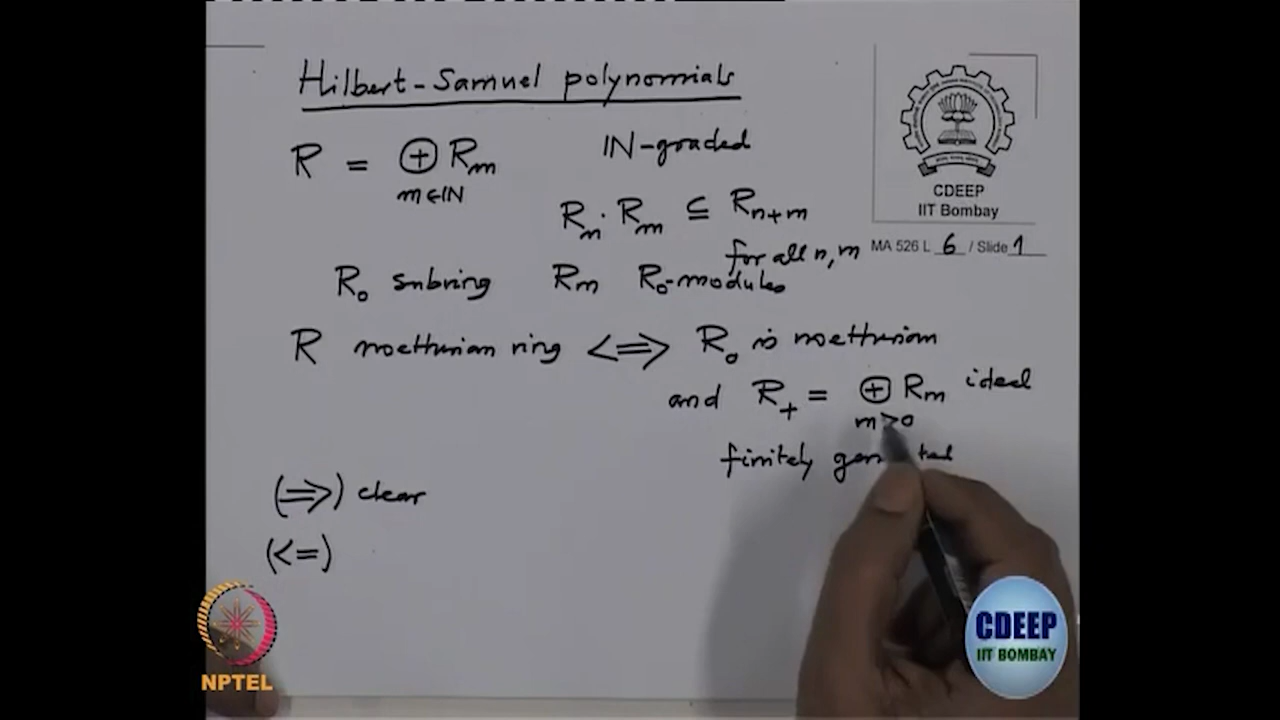 Hilbert-Samuel polynomials
R = ⊕ R_m IN-graded
m∈IN
R_n · R_m ⊆ R_{n+m}
for all n, m
R_0 subring R_m R_0-modules
R noetherian ring <=> R_0 is noetherian
and R_+ = ⊕ R_m ideal
m>0
finitely generated
(=>) clear
(<=)
CDEEP
IIT Bombay
MA 526 L 6 / Slide 1
NPTEL
CDEEP
IIT BOMBAY